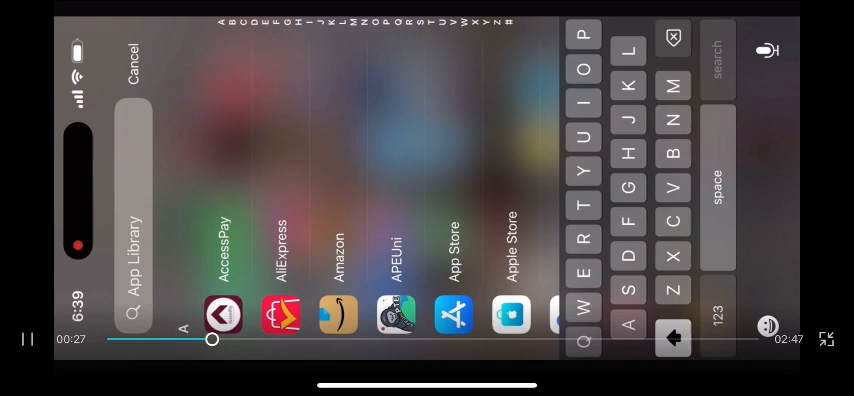 6:39
App Library
Cancel
A
AccessPay
AliExpress
Amazon
APEUni
App Store
Apple Store
A
B
C
D
E
F
G
H
I
J
K
L
M
N
O
P
Q
R
S
T
U
V
W
X
Y
Z
#
Q W E R T Y U I O P
A S D F G H J K L
Z X C V B N M
123 space search
00:27
02:47